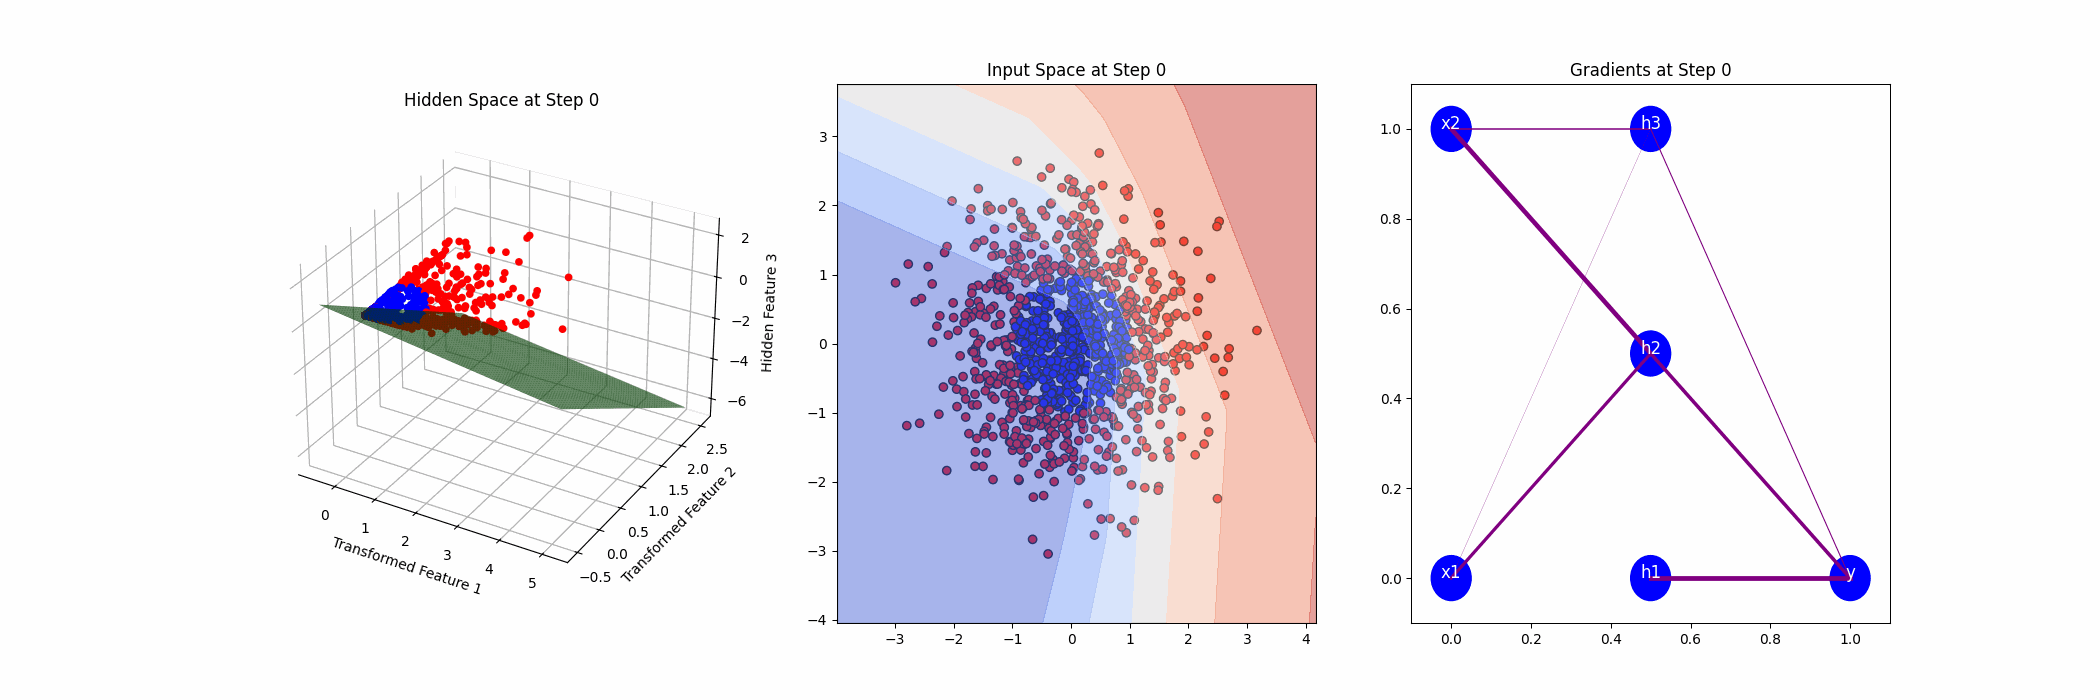 Hidden Space at Step 0
2
0
−2
−4
−6
Hidden Feature 3
2.5
2.0
1.5
1.0
0.5
0.0
−0.5
Transformed Feature 2
0
1
2
3
4
5
Transformed Feature 1
Input Space at Step 0
3
2
1
0
−1
−2
−3
−4
−3 −2 −1 0 1 2 3 4
Gradients at Step 0
1.0
0.8
0.6
0.4
0.2
0.0
x2 h3
h2
x1 h1 y
0.0 0.2 0.4 0.6 0.8 1.0